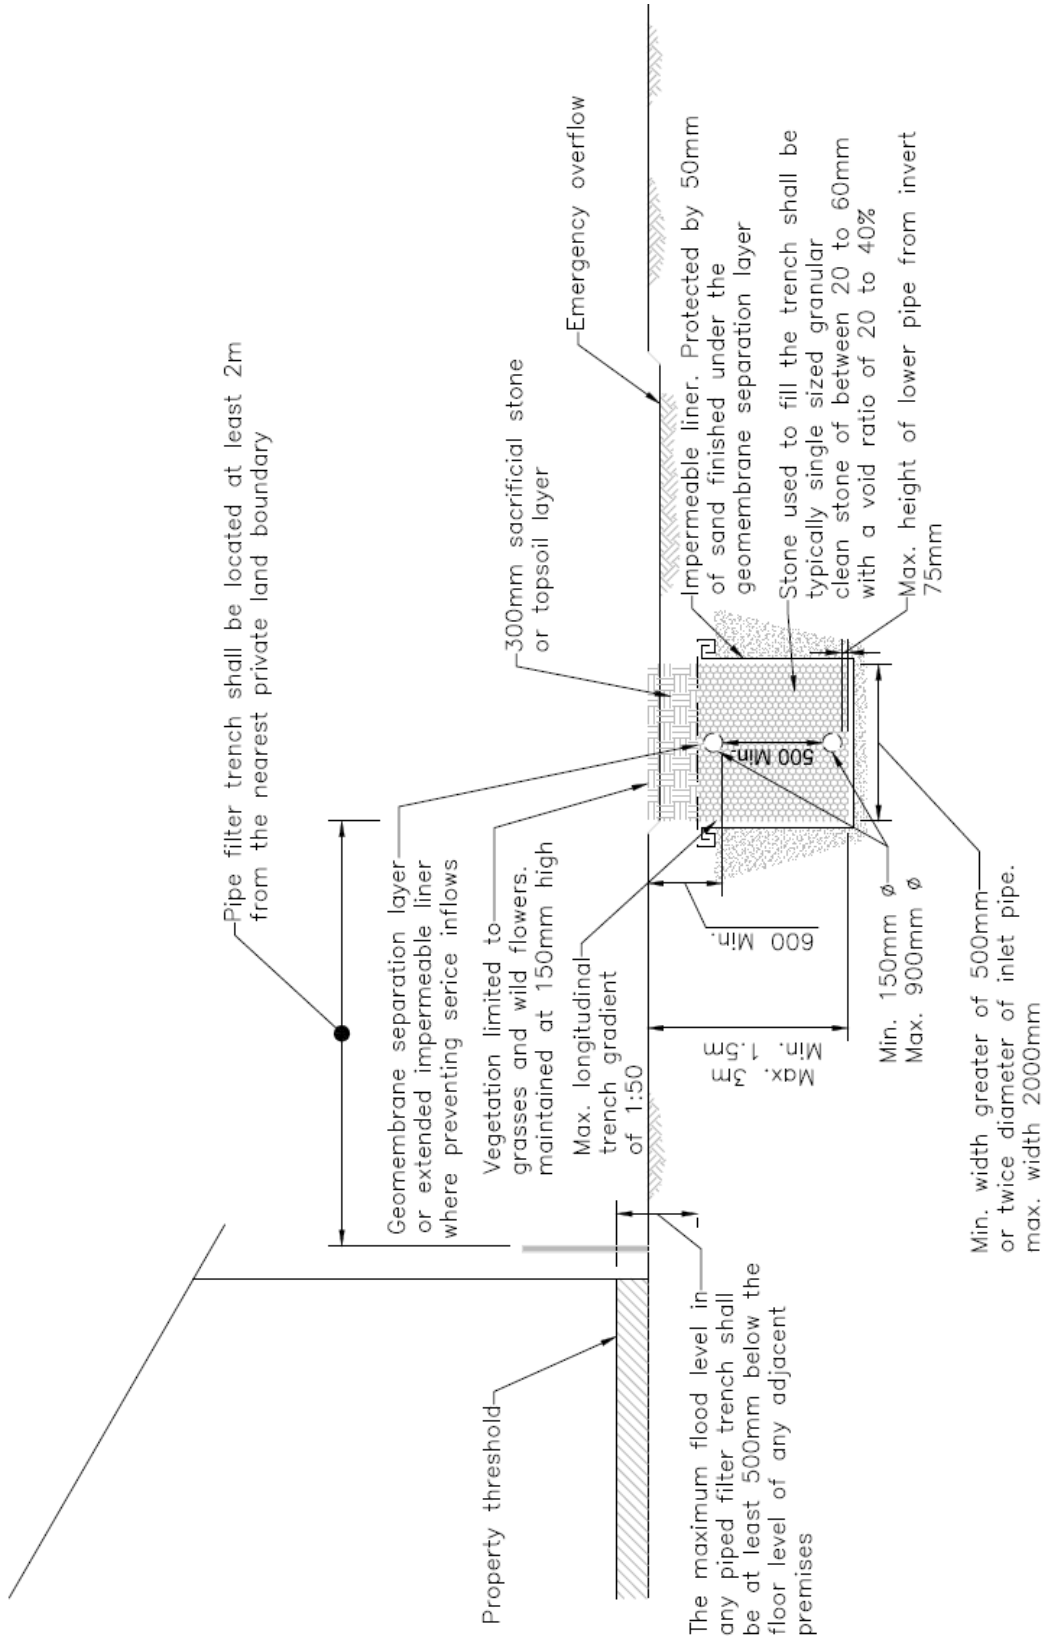 Pipe filter trench shall be located at least 2m
from the nearest private land boundary
Geomembrane separation layer
or extended impermeable liner
where preventing serice inflows
Vegetation limited to
grasses and wild flowers.
maintained at 150mm high
Max. longitudinal
trench gradient
of 1:50
300mm sacrificial stone
or topsoil layer
Emergency overflow
Property threshold
The maximum flood level in
any piped filter trench shall
be at least 500mm below the
floor level of any adjacent
premises
600 Min.
Max. 3m
Min. 1.5m
500 Min.
Impermeable liner. Protected by 50mm
of sand finished under the
geomembrane separation layer
Stone used to fill the trench shall be
typically single sized granular
clean stone of between 20 to 60mm
with a void ratio of 20 to 40%
Max. height of lower pipe from invert
75mm
Min. 150mm ø
Max. 900mm ø
Min. width greater of 500mm
or twice diameter of inlet pipe.
max. width 2000mm